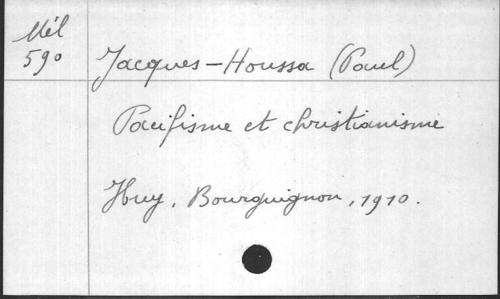 Mél
590
Jacques-Houssa (Paul)
Pacifisme et christianisme
Huy, Bourguignon, 1910.